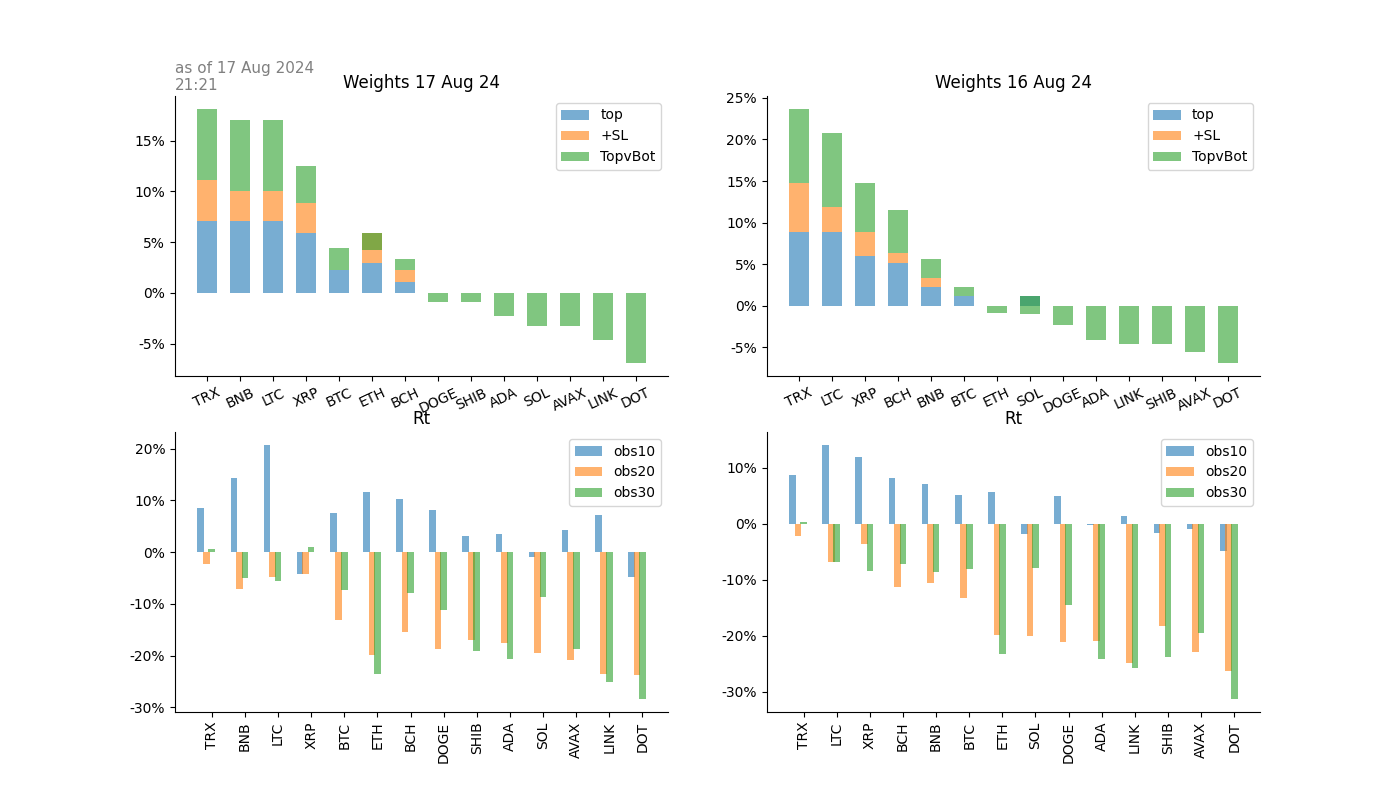 as of 17 Aug 2024
21:21
Weights 17 Aug 24
15%
10%
5%
0%
-5%
top
+SL
TopvBot
TRX BNB LTC XRP BTC ETH BCH DOGE SHIB ADA SOL AVAX LINK DOT
Weights 16 Aug 24
25%
20%
15%
10%
5%
0%
-5%
top
+SL
TopvBot
TRX LTC XRP BCH BNB BTC ETH SOL DOGE ADA LINK SHIB AVAX DOT
Rt
20%
10%
0%
-10%
-20%
-30%
obs10
obs20
obs30
TRX BNB LTC XRP BTC ETH BCH DOGE SHIB ADA SOL AVAX LINK DOT
10%
0%
-10%
-20%
-30%
obs10
obs20
obs30
TRX LTC XRP BCH BNB BTC ETH SOL DOGE ADA LINK SHIB AVAX DOT